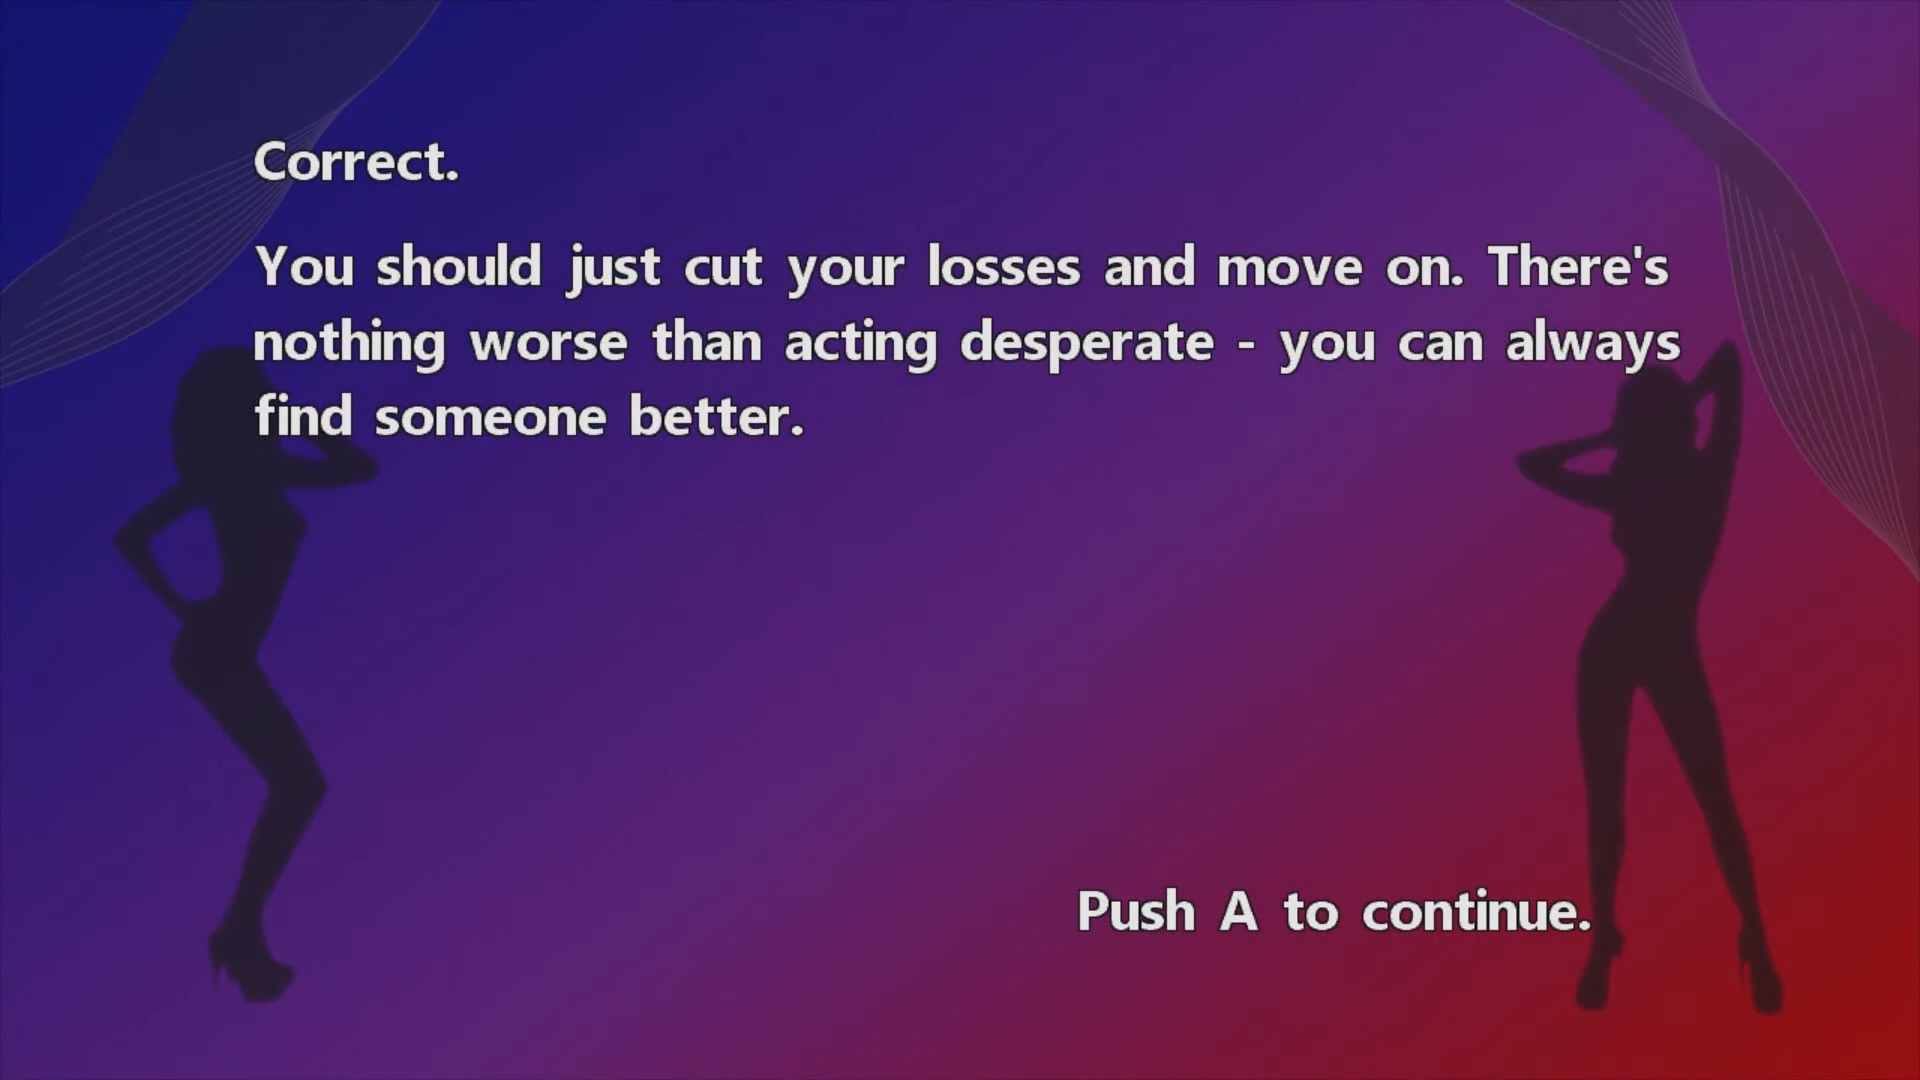 Correct.
You should just cut your losses and move on. There's
nothing worse than acting desperate - you can always
find someone better.
Push A to continue.